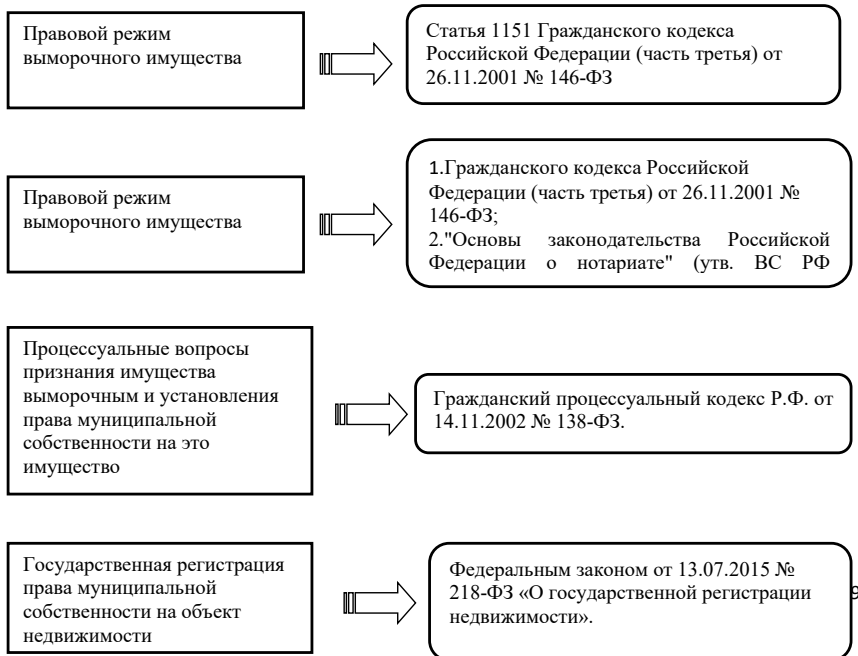 Правовой режим
выморочного имущества
Статья 1151 Гражданского кодекса
Российской Федерации (часть третья) от
26.11.2001 № 146-ФЗ
Правовой режим
выморочного имущества
1.Гражданского кодекса Российской
Федерации (часть третья) от 26.11.2001 №
146-ФЗ;
2."Основы законодательства Российской
Федерации о нотариате" (утв. ВС РФ
Процессуальные вопросы
признания имущества
выморочным и установления
права муниципальной
собственности на это
имущество
Гражданский процессуальный кодекс Р.Ф. от
14.11.2002 № 138-ФЗ.
Государственная регистрация
права муниципальной
собственности на объект
недвижимости
Федеральным законом от 13.07.2015 №
218-ФЗ «О государственной регистрации
недвижимости».
9